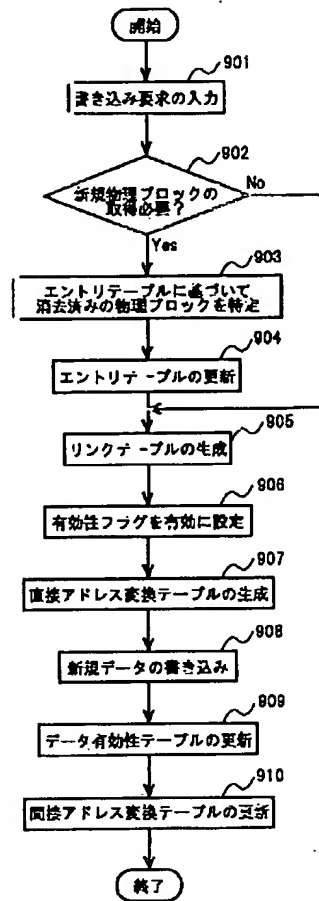 開始
901
書き込み要求の入力
902
新規物理ブロックの
取得必要?
No
Yes
903
エントリテーブルに基づいて
消去済みの物理ブロックを特定
904
エントリテーブルの更新
905
リンクテーブルの生成
906
有効性フラグを有効に設定
907
直接アドレス変換テーブルの生成
908
新規データの書き込み
909
データ有効性テーブルの更新
910
間接アドレス変換テーブルの更新
終了